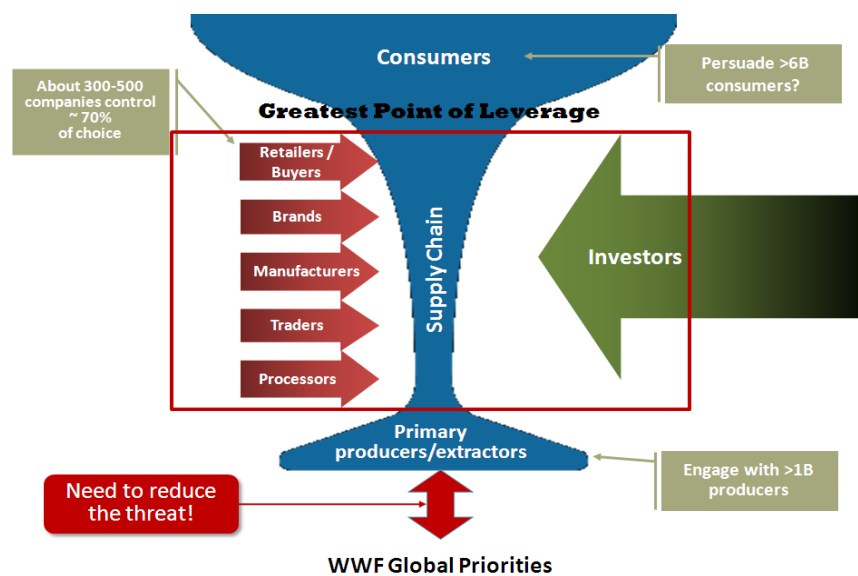 Consumers
Persuade >6B
consumers?
About 300-500
companies control
~ 70%
of choice
Greatest Point of Leverage
Retailers /
Buyers
Brands
Manufacturers
Traders
Processors
Supply Chain
Investors
Primary
producers/extractors
Engage with >1B
producers
Need to reduce
the threat!
WWF Global Priorities